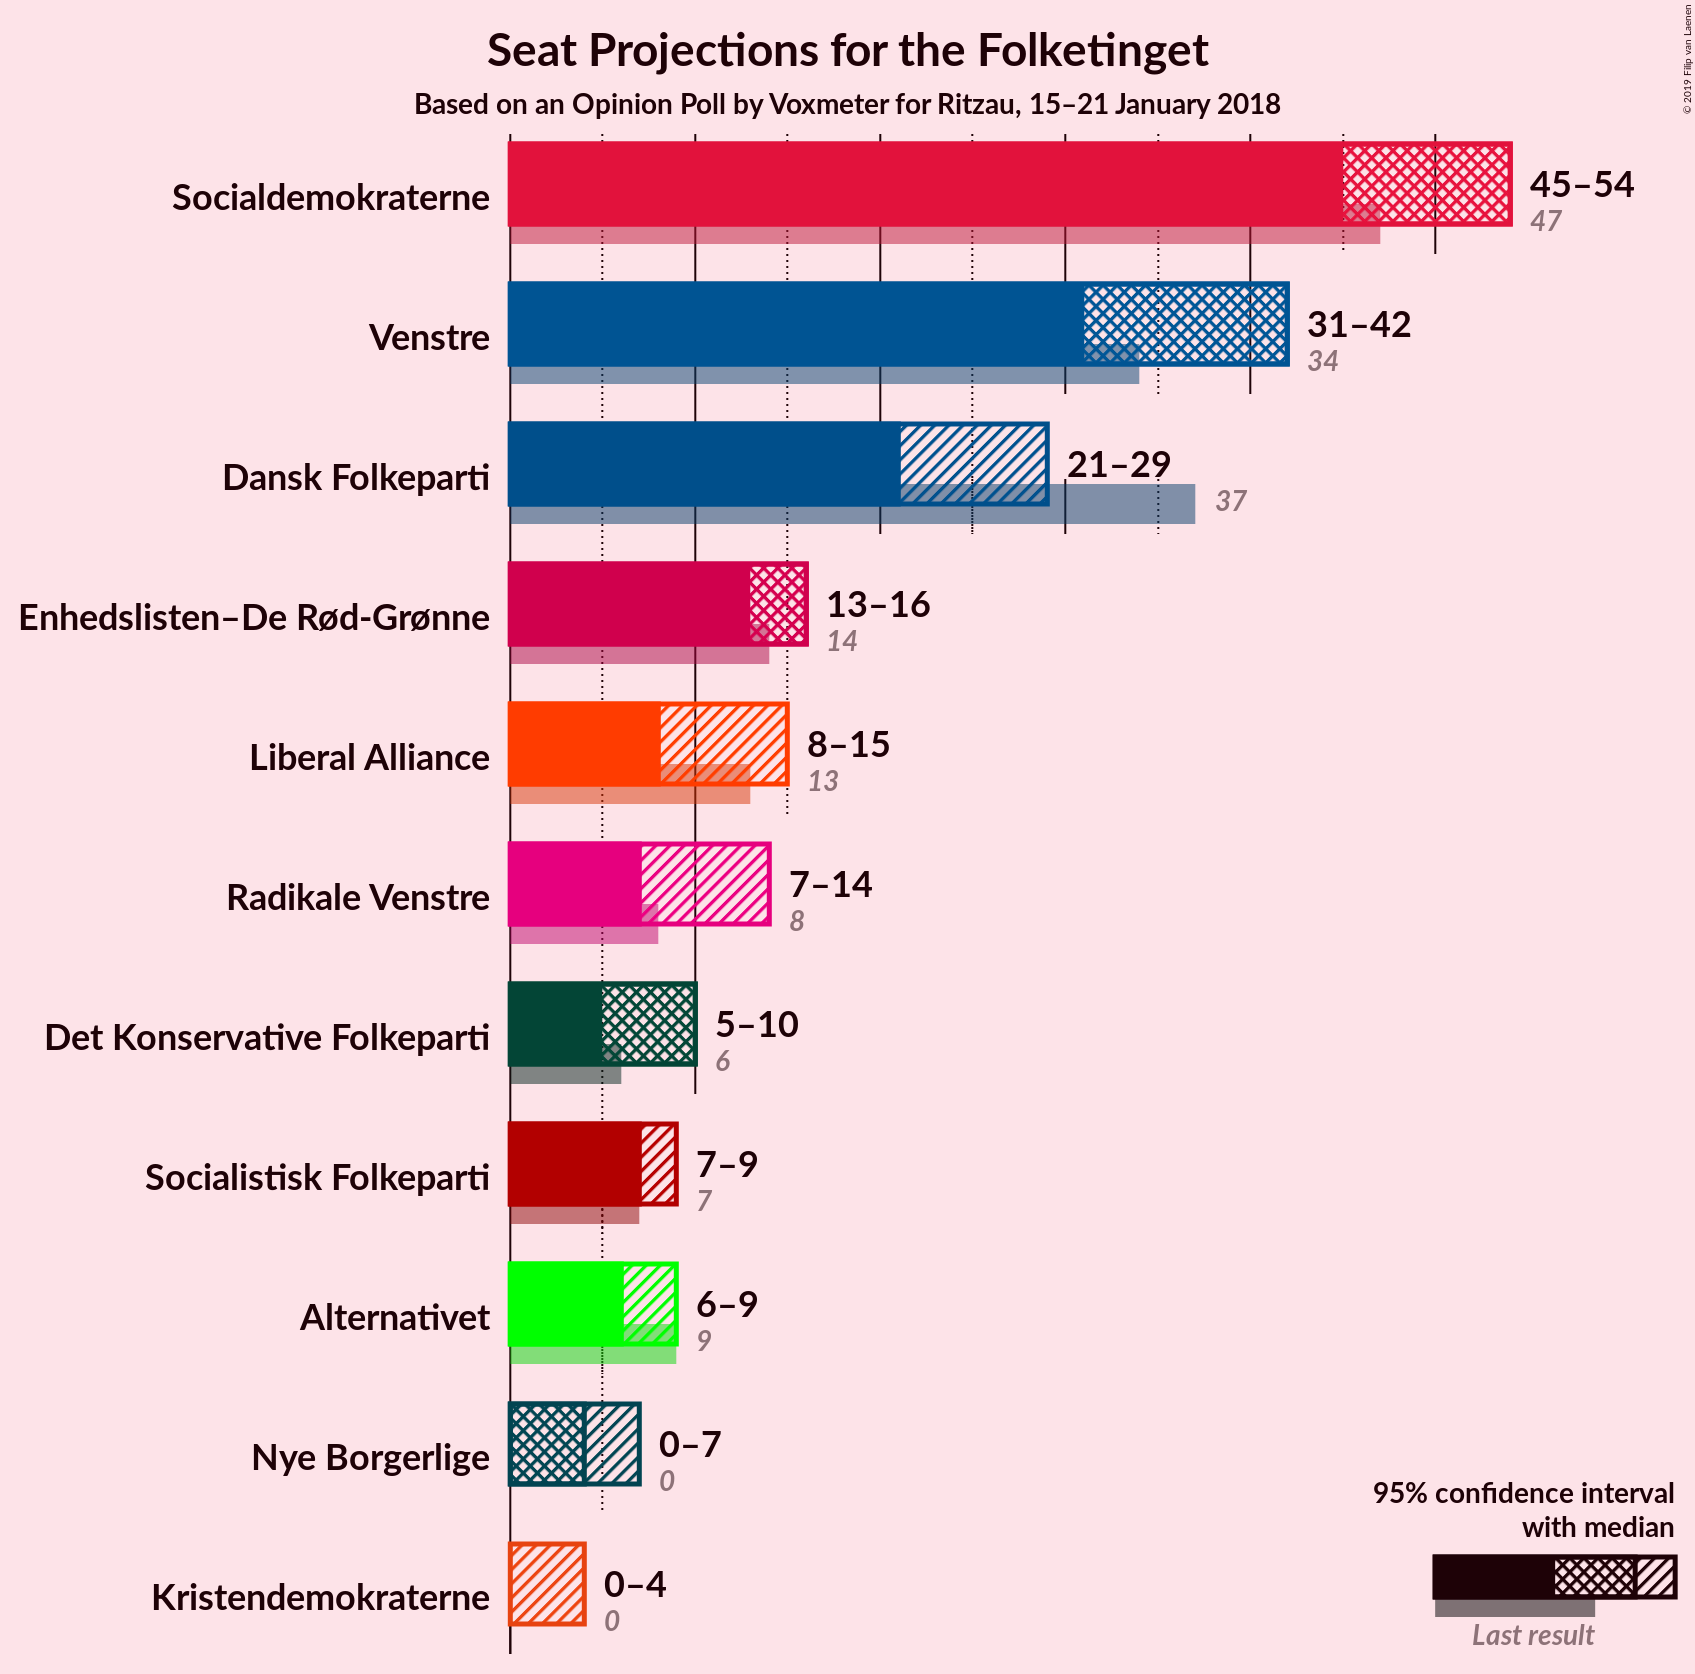 © 2019 Filip van Laenen
Seat Projections for the Folketinget
Based on an Opinion Poll by Voxmeter for Ritzau, 15–21 January 2018
Socialdemokraterne
45–54
47
Venstre
31–42
34
Dansk Folkeparti
21–29
37
Enhedslisten–De Rød-Grønne
13–16
14
Liberal Alliance
8–15
13
Radikale Venstre
7–14
8
Det Konservative Folkeparti
5–10
6
Socialistisk Folkeparti
7–9
7
Alternativet
6–9
9
Nye Borgerlige
0–7
0
Kristendemokraterne
0–4
0
95% confidence interval
with median
Last result